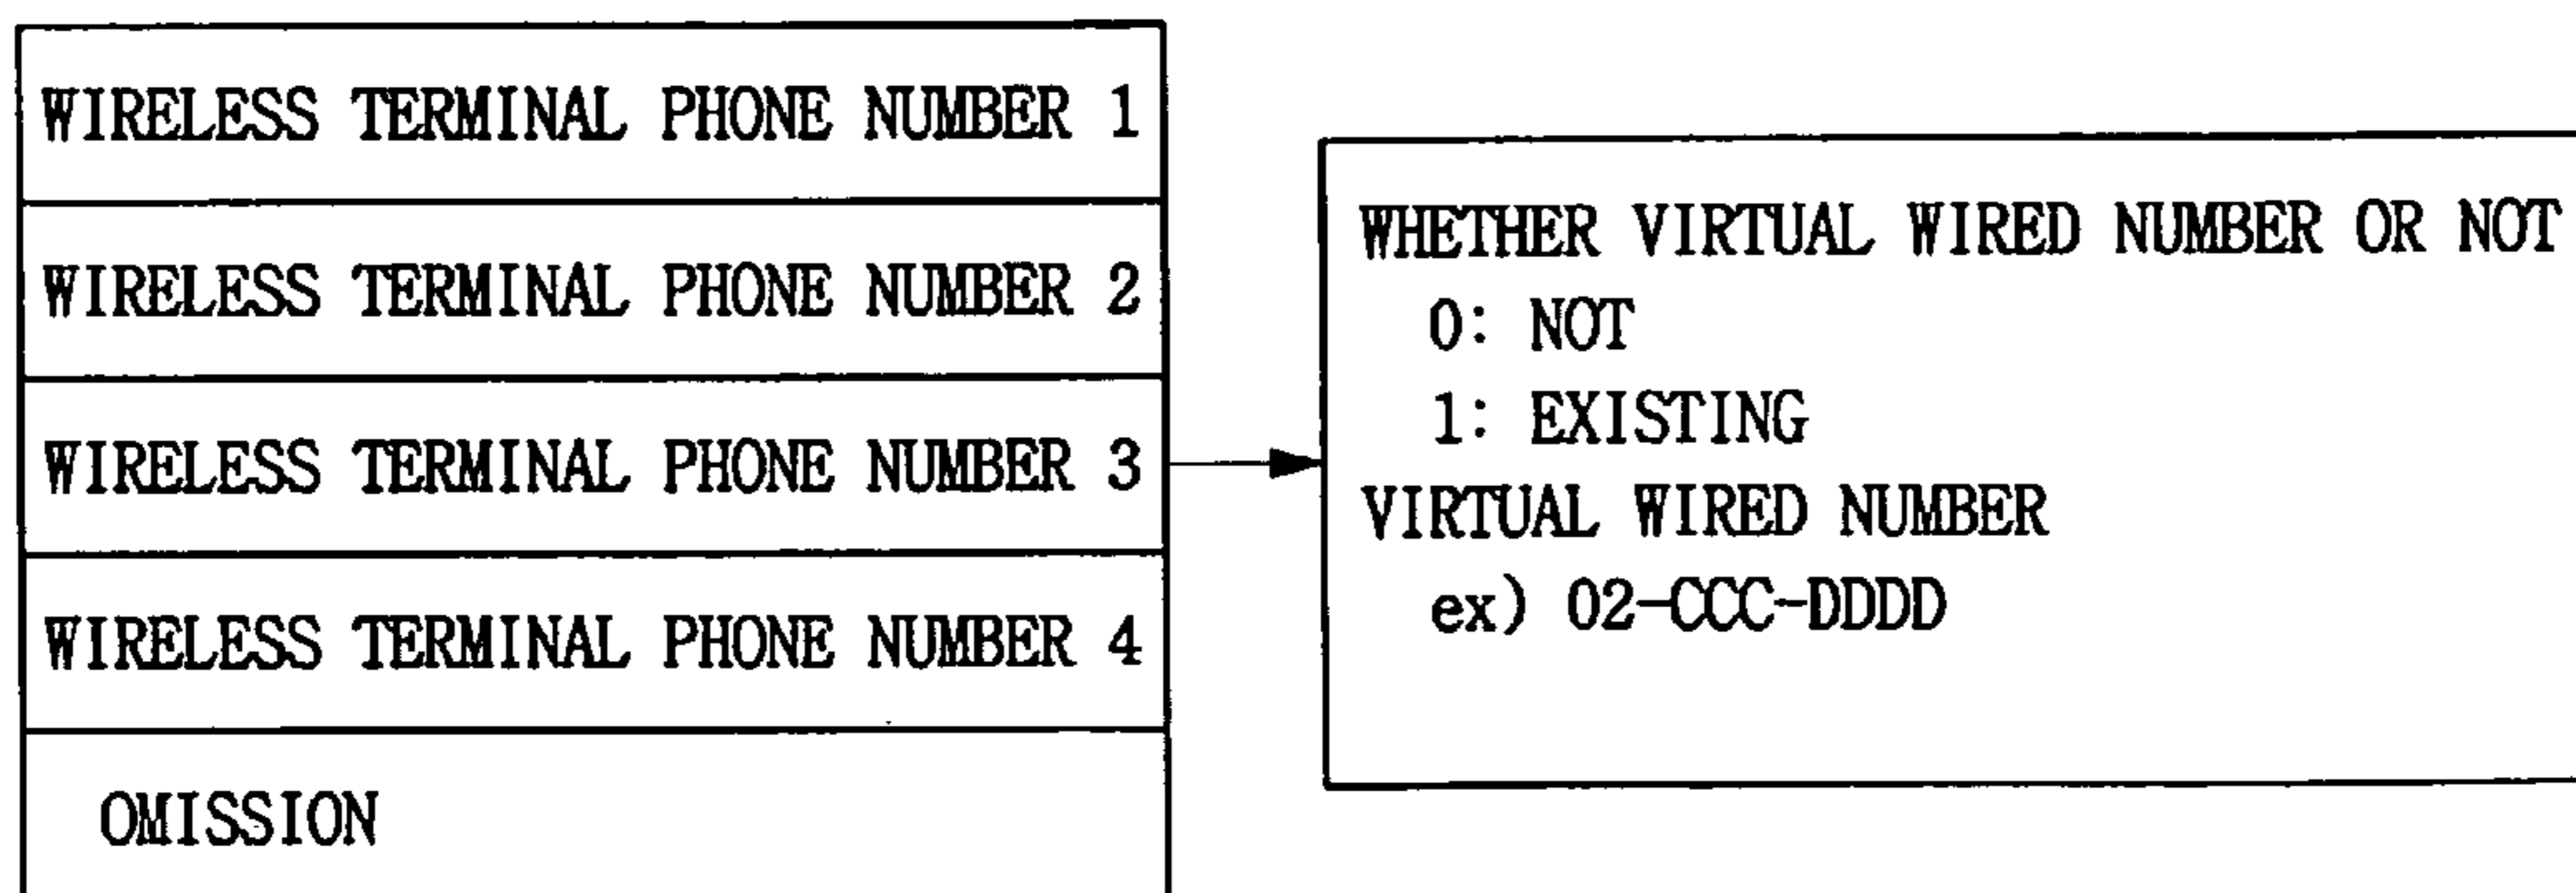 WIRELESS TERMINAL PHONE NUMBER 1
WIRELESS TERMINAL PHONE NUMBER 2
WIRELESS TERMINAL PHONE NUMBER 3
WIRELESS TERMINAL PHONE NUMBER 4
OMISSION
WHETHER VIRTUAL WIRED NUMBER OR NOT
0: NOT
1: EXISTING
VIRTUAL WIRED NUMBER
ex) 02-CCC-DDDD